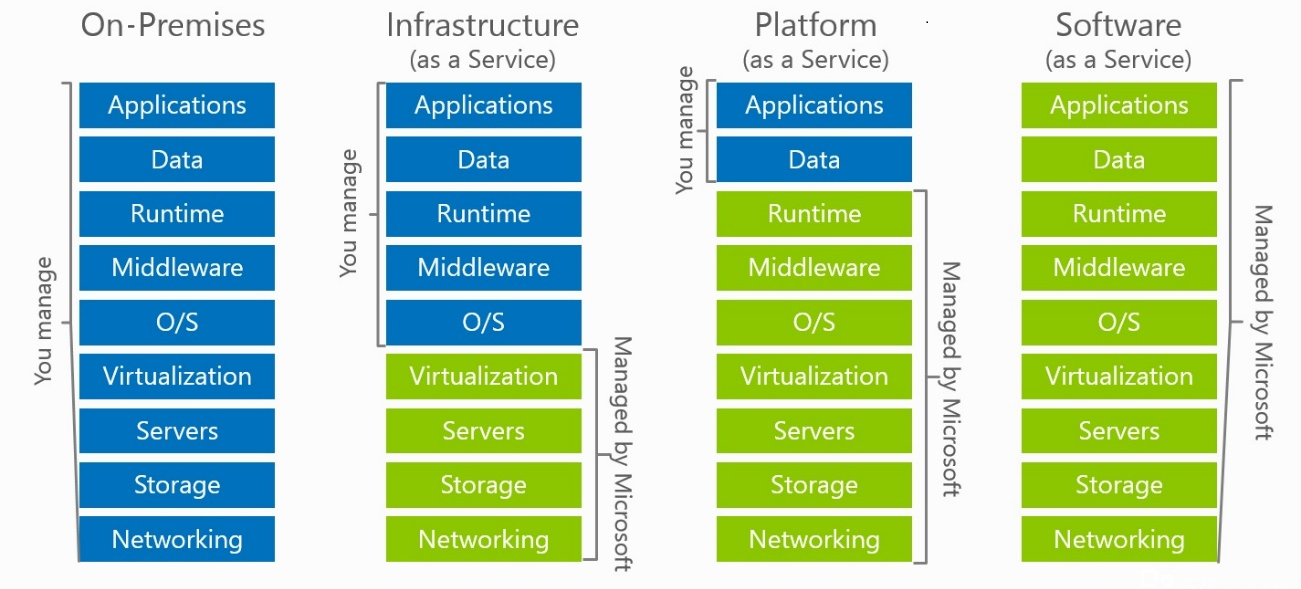 On-Premises
You manage
Applications
Data
Runtime
Middleware
O/S
Virtualization
Servers
Storage
Networking
Infrastructure
(as a Service)
You manage
Applications
Data
Runtime
Middleware
O/S
Virtualization
Servers
Storage
Networking
Managed by Microsoft
Platform
(as a Service)
You manage
Applications
Data
Runtime
Middleware
O/S
Virtualization
Servers
Storage
Networking
Managed by Microsoft
Software
(as a Service)
Applications
Data
Runtime
Middleware
O/S
Virtualization
Servers
Storage
Networking
Managed by Microsoft